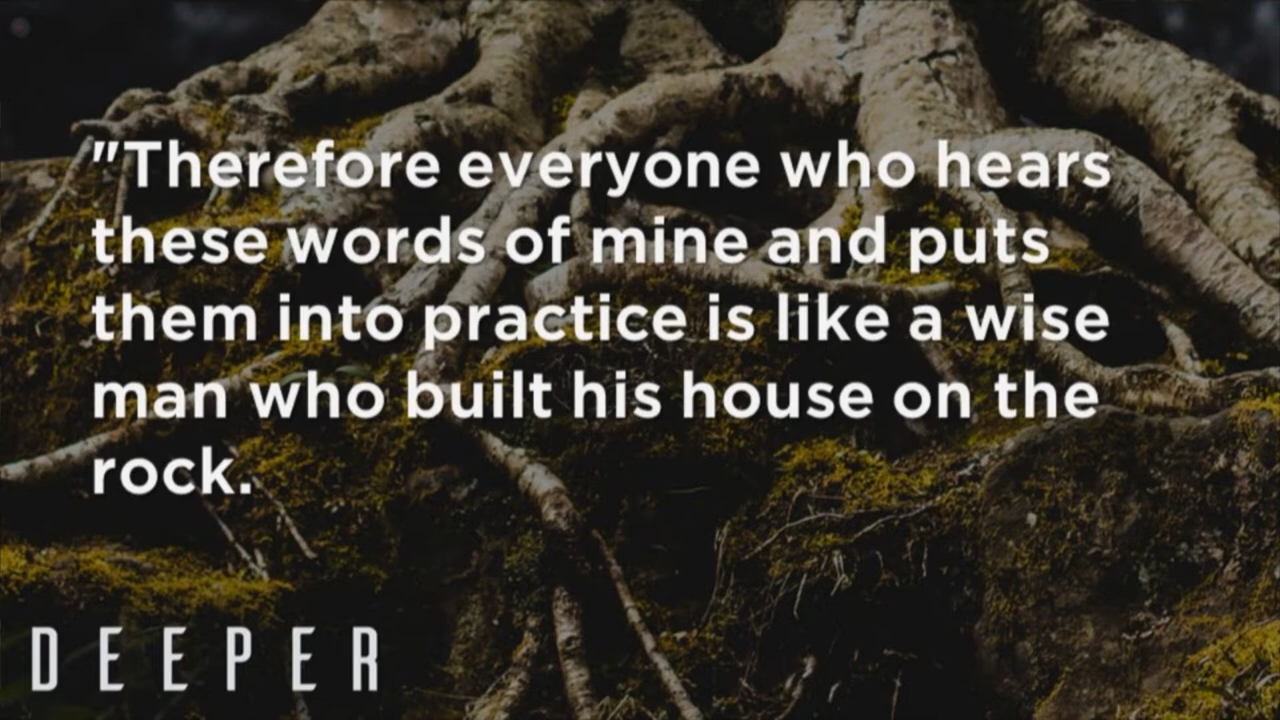 "Therefore everyone who hears
these words of mine and puts
them into practice is like a wise
man who built his house on the
rock.
DEEPER